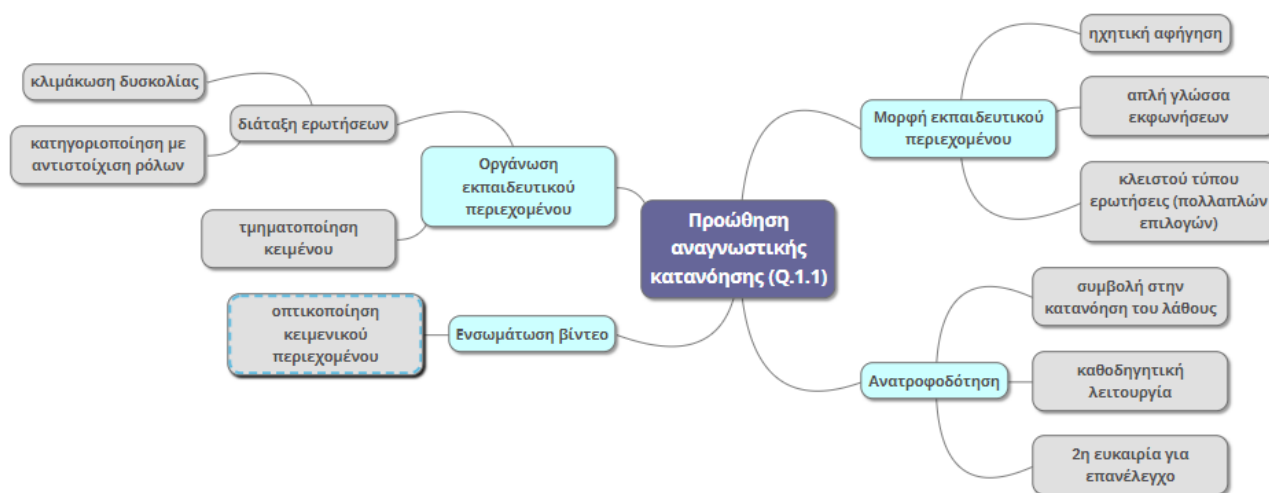 ηχητική αφήγηση
απλή γλώσσα
εκφωνήσεων
Μορφή εκπαιδευτικού
περιεχομένου
κλειστού τύπου
ερωτήσεις (πολλαπλών
επιλογών)
κλιμάκωση δυσκολίας
διάταξη ερωτήσεων
κατηγοριοποίηση με
αντιστοίχιση ρόλων
Οργάνωση
εκπαιδευτικού
περιεχομένου
τμηματοποίηση
κειμένου
Προώθηση
αναγνωστικής
κατανόησης (Q.1.1)
οπτικοποίηση
κειμενικού
περιεχομένου
Ενσωμάτωση βίντεο
συμβολή στην
κατανόηση του λάθους
Ανατροφοδότηση
καθοδηγητική
λειτουργία
2η ευκαιρία για
επανέλεγχο